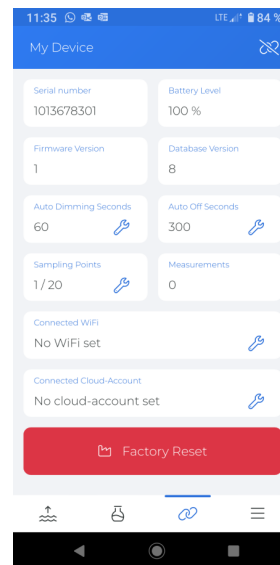 11:35 LTE 84 %
My Device
Serial number Battery Level
1013678301 100 %
Firmware Version Database Version
1 8
Auto Dimming Seconds Auto Off Seconds
60 300
Sampling Points Measurements
1 / 20 0
Connected WiFi
No WiFi set
Connected Cloud-Account
No cloud-account set
Factory Reset